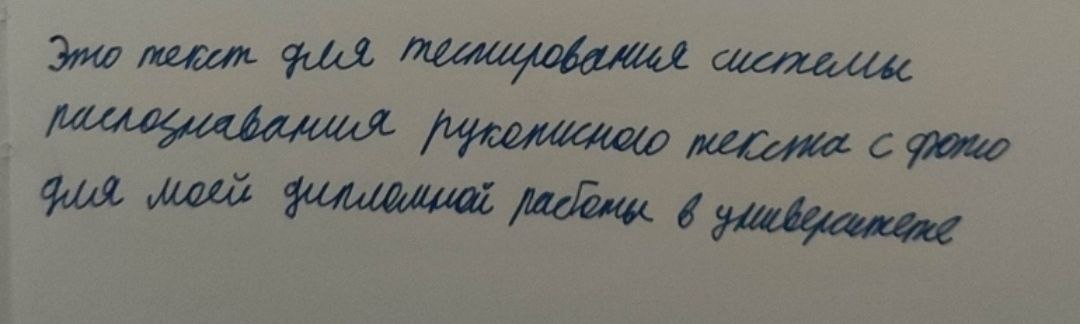 Это текст для тестирования системы
распознавания рукописного текста с фото
для моей дипломной работы в университете